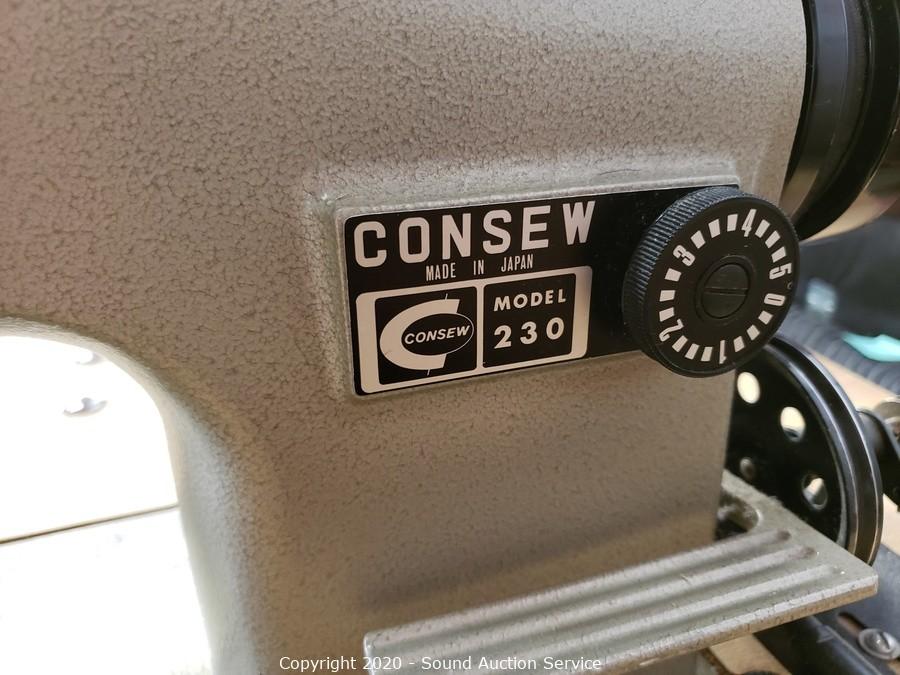 CONSEW
MADE IN JAPAN
CONSEW
MODEL
230
0 1 2 3 4 5
Copyright 2020 - Sound Auction Service